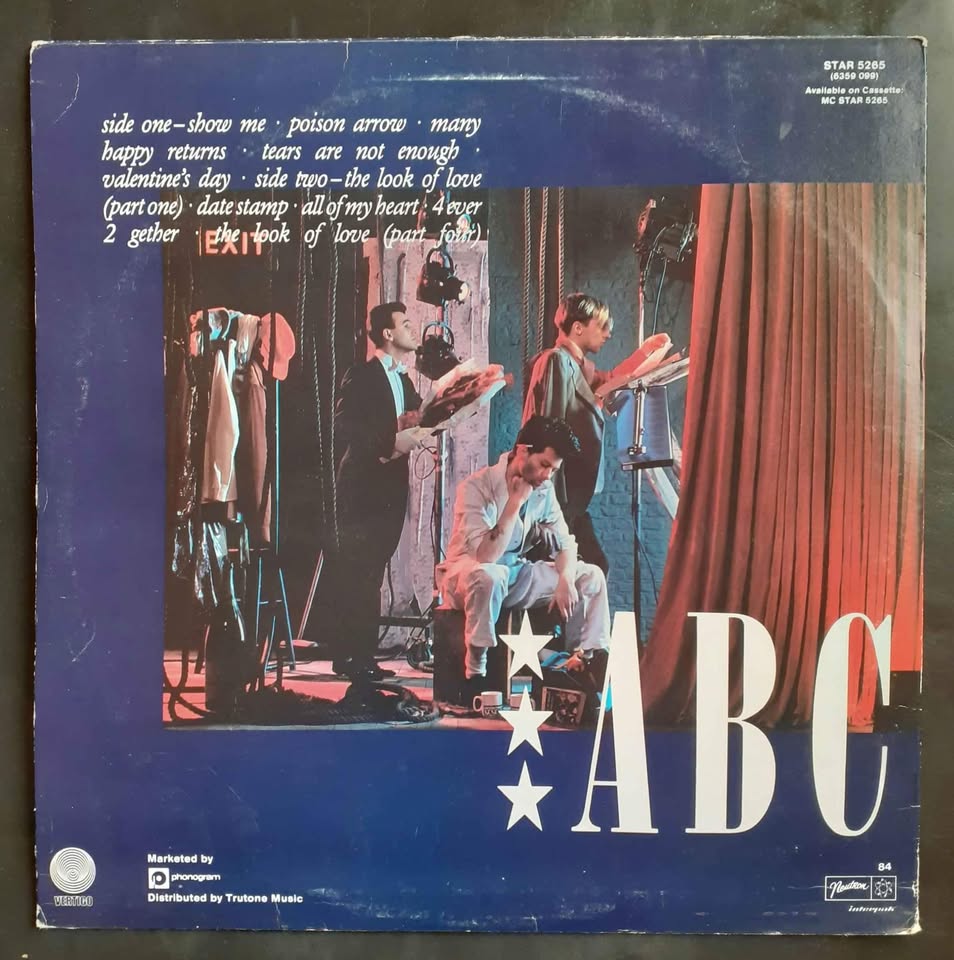 STAR 5265
(6359 099)
Available on Cassette:
MC STAR 5265
side one–show me · poison arrow · many
happy returns · tears are not enough ·
valentine's day · side two–the look of love
(part one) · date stamp · all of my heart · 4 ever
2 gether · the look of love (part four)
EXIT
ABC
84
Marketed by
phonogram
Distributed by Trutone Music
VERTIGO
Neutron
interpak